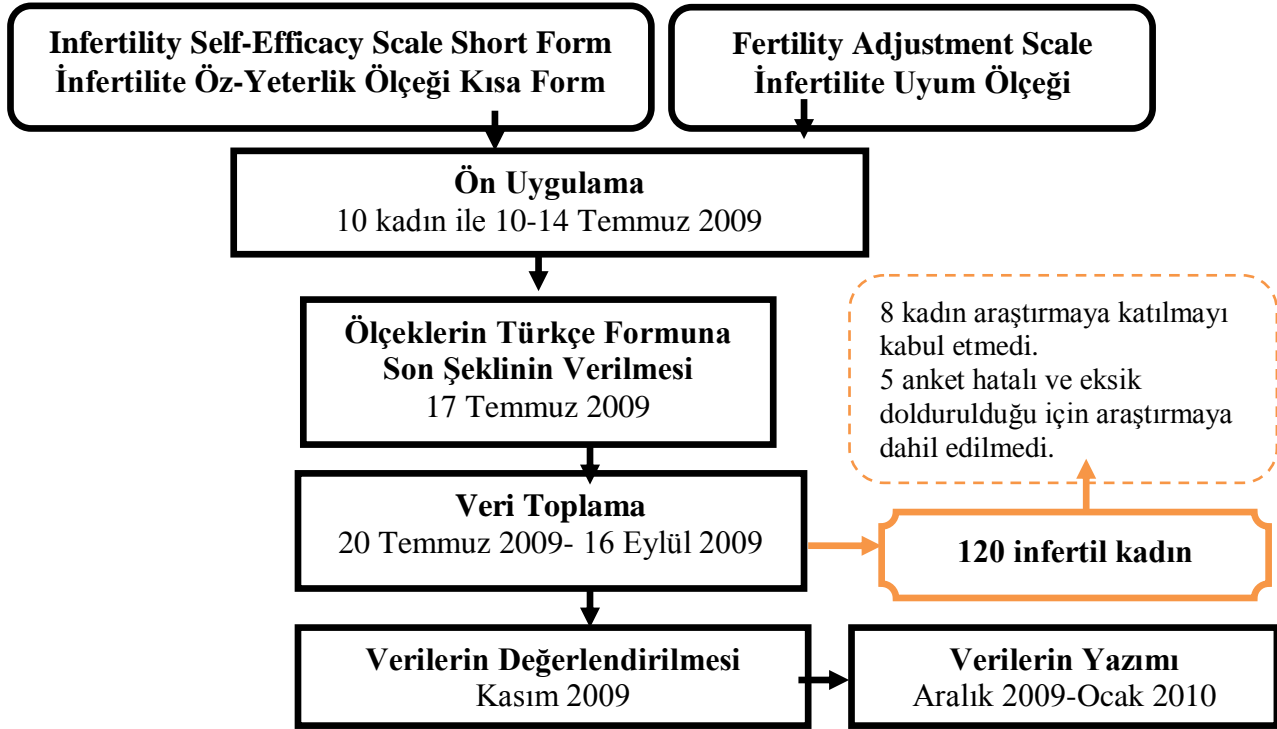 Infertility Self-Efficacy Scale Short Form
İnfertilite Öz-Yeterlik Ölçeği Kısa Form
Fertility Adjustment Scale
İnfertilite Uyum Ölçeği
Ön Uygulama
10 kadın ile 10-14 Temmuz 2009
Ölçeklerin Türkçe Formuna
Son Şeklinin Verilmesi
17 Temmuz 2009
8 kadın araştırmaya katılmayı
kabul etmedi.
5 anket hatalı ve eksik
doldurulduğu için araştırmaya
dahil edilmedi.
Veri Toplama
20 Temmuz 2009- 16 Eylül 2009
120 infertil kadın
Verilerin Değerlendirilmesi
Kasım 2009
Verilerin Yazımı
Aralık 2009-Ocak 2010